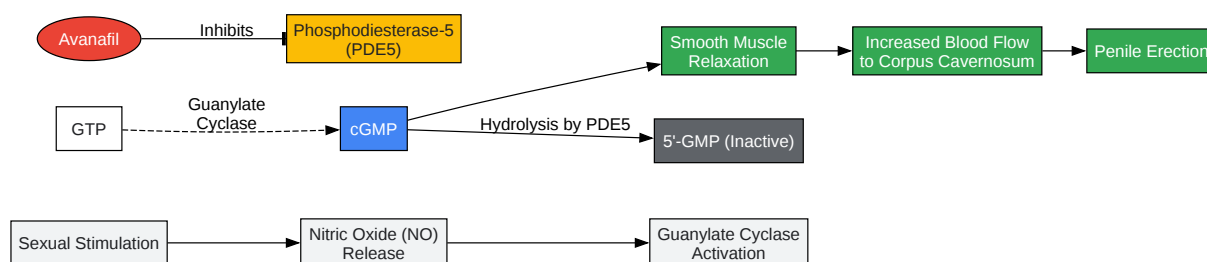 Avanafil
Inhibits
Phosphodiesterase-5
(PDE5)
Smooth Muscle
Relaxation
Increased Blood Flow
to Corpus Cavernosum
Penile Erection
GTP
Guanylate
Cyclase
cGMP
Hydrolysis by PDE5
5'-GMP (Inactive)
Sexual Stimulation
Nitric Oxide (NO)
Release
Guanylate Cyclase
Activation